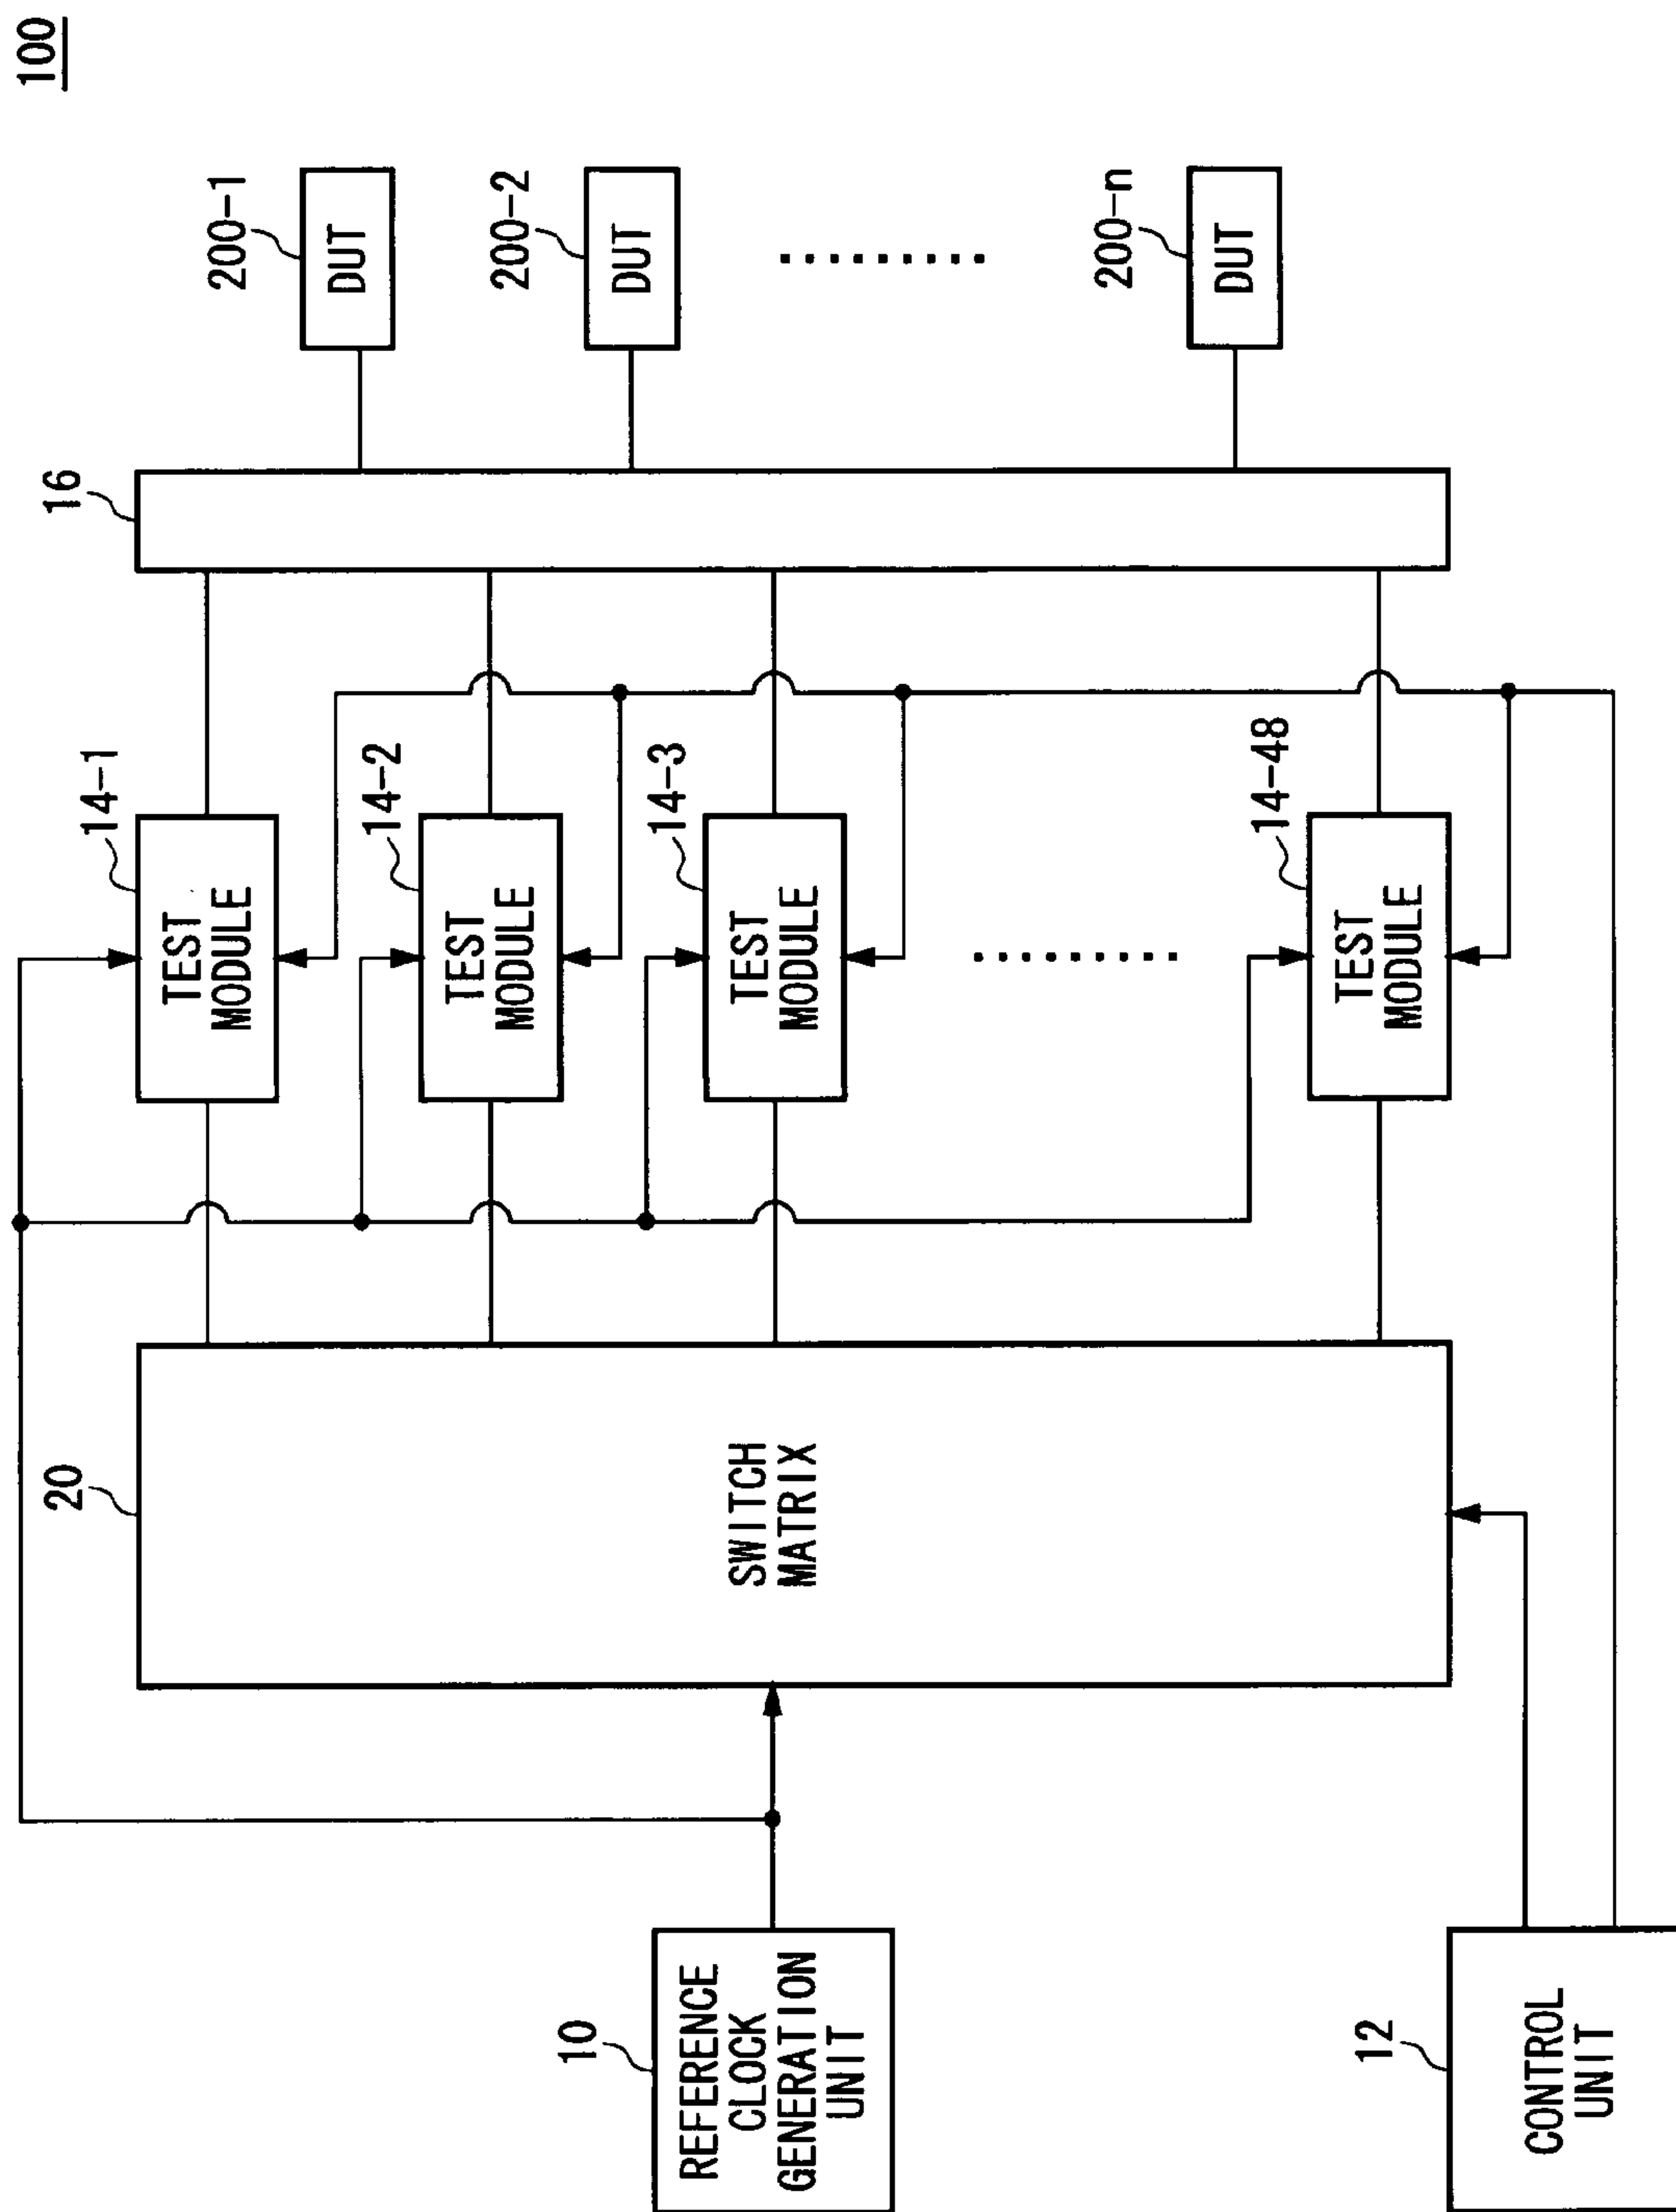 100
10
REFERENCE
CLOCK
GENERATION
UNIT
12
CONTROL
UNIT
20
SWITCH
MATRIX
14-1
TEST
MODULE
14-2
TEST
MODULE
14-3
TEST
MODULE
14-48
TEST
MODULE
16
200-1
DUT
200-2
DUT
200-n
DUT